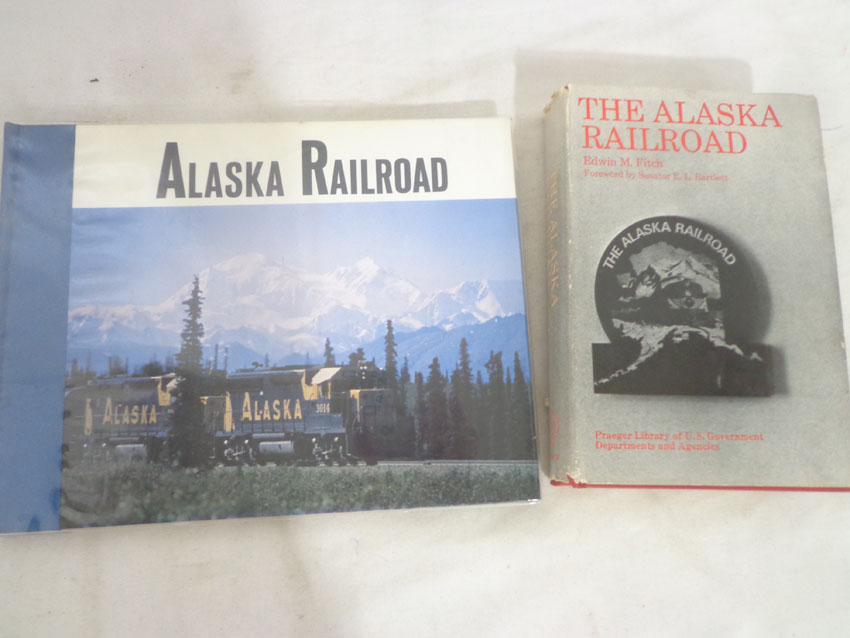 ALASKA RAILROAD
ALASKA
ALASKA
3016
THE ALASKA
RAILROAD
Edwin M. Fitch
Foreword by Senator E. L. Bartlett
THE ALASKA RAILROAD
Praeger Library of U.S. Government
Departments and Agencies
THE ALASKA